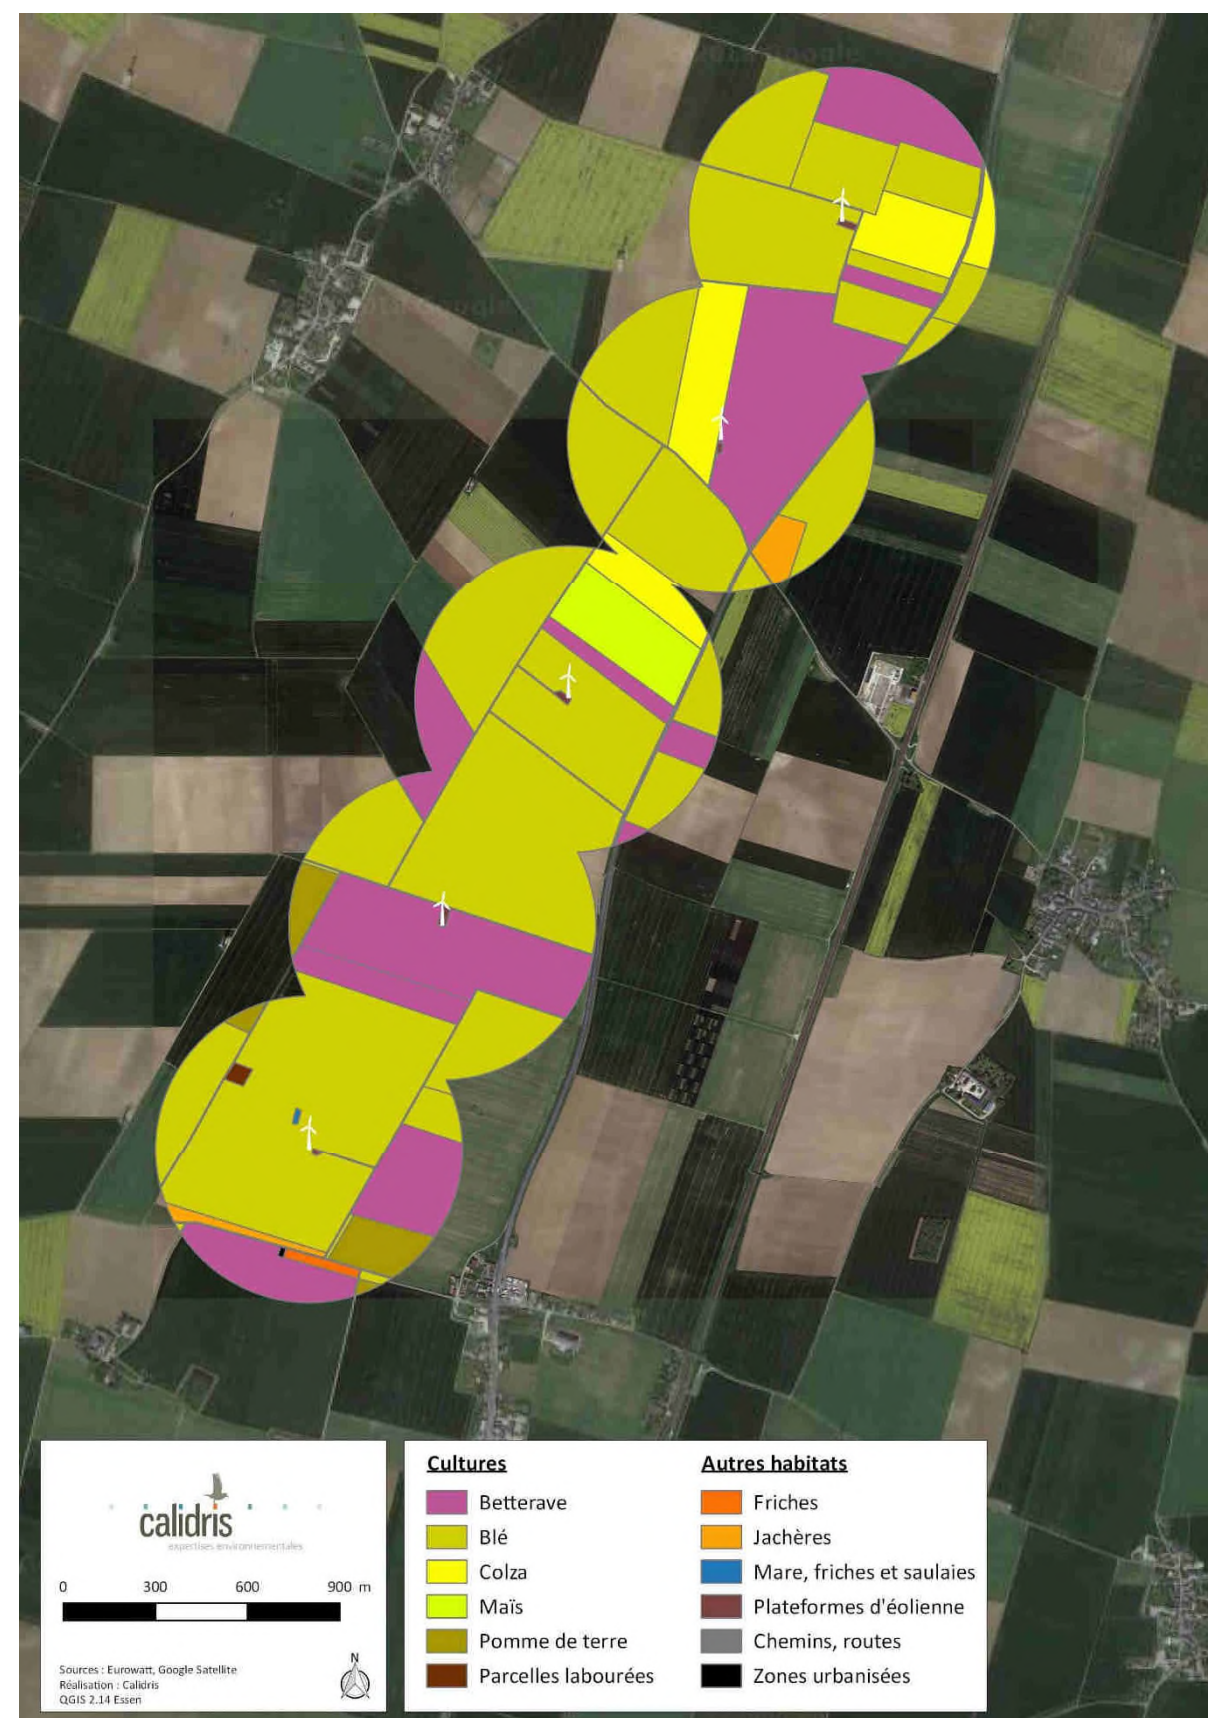 Google
calidris
expertises environnementales
0 300 600 900 m
Sources : Eurowatt, Google Satellite
Réalisation : Calidris
QGIS 2.14 Essen
N
Cultures
Betterave
Blé
Colza
Maïs
Pomme de terre
Parcelles labourées
Autres habitats
Friches
Jachères
Mare, friches et saulaies
Plateformes d'éolienne
Chemins, routes
Zones urbanisées